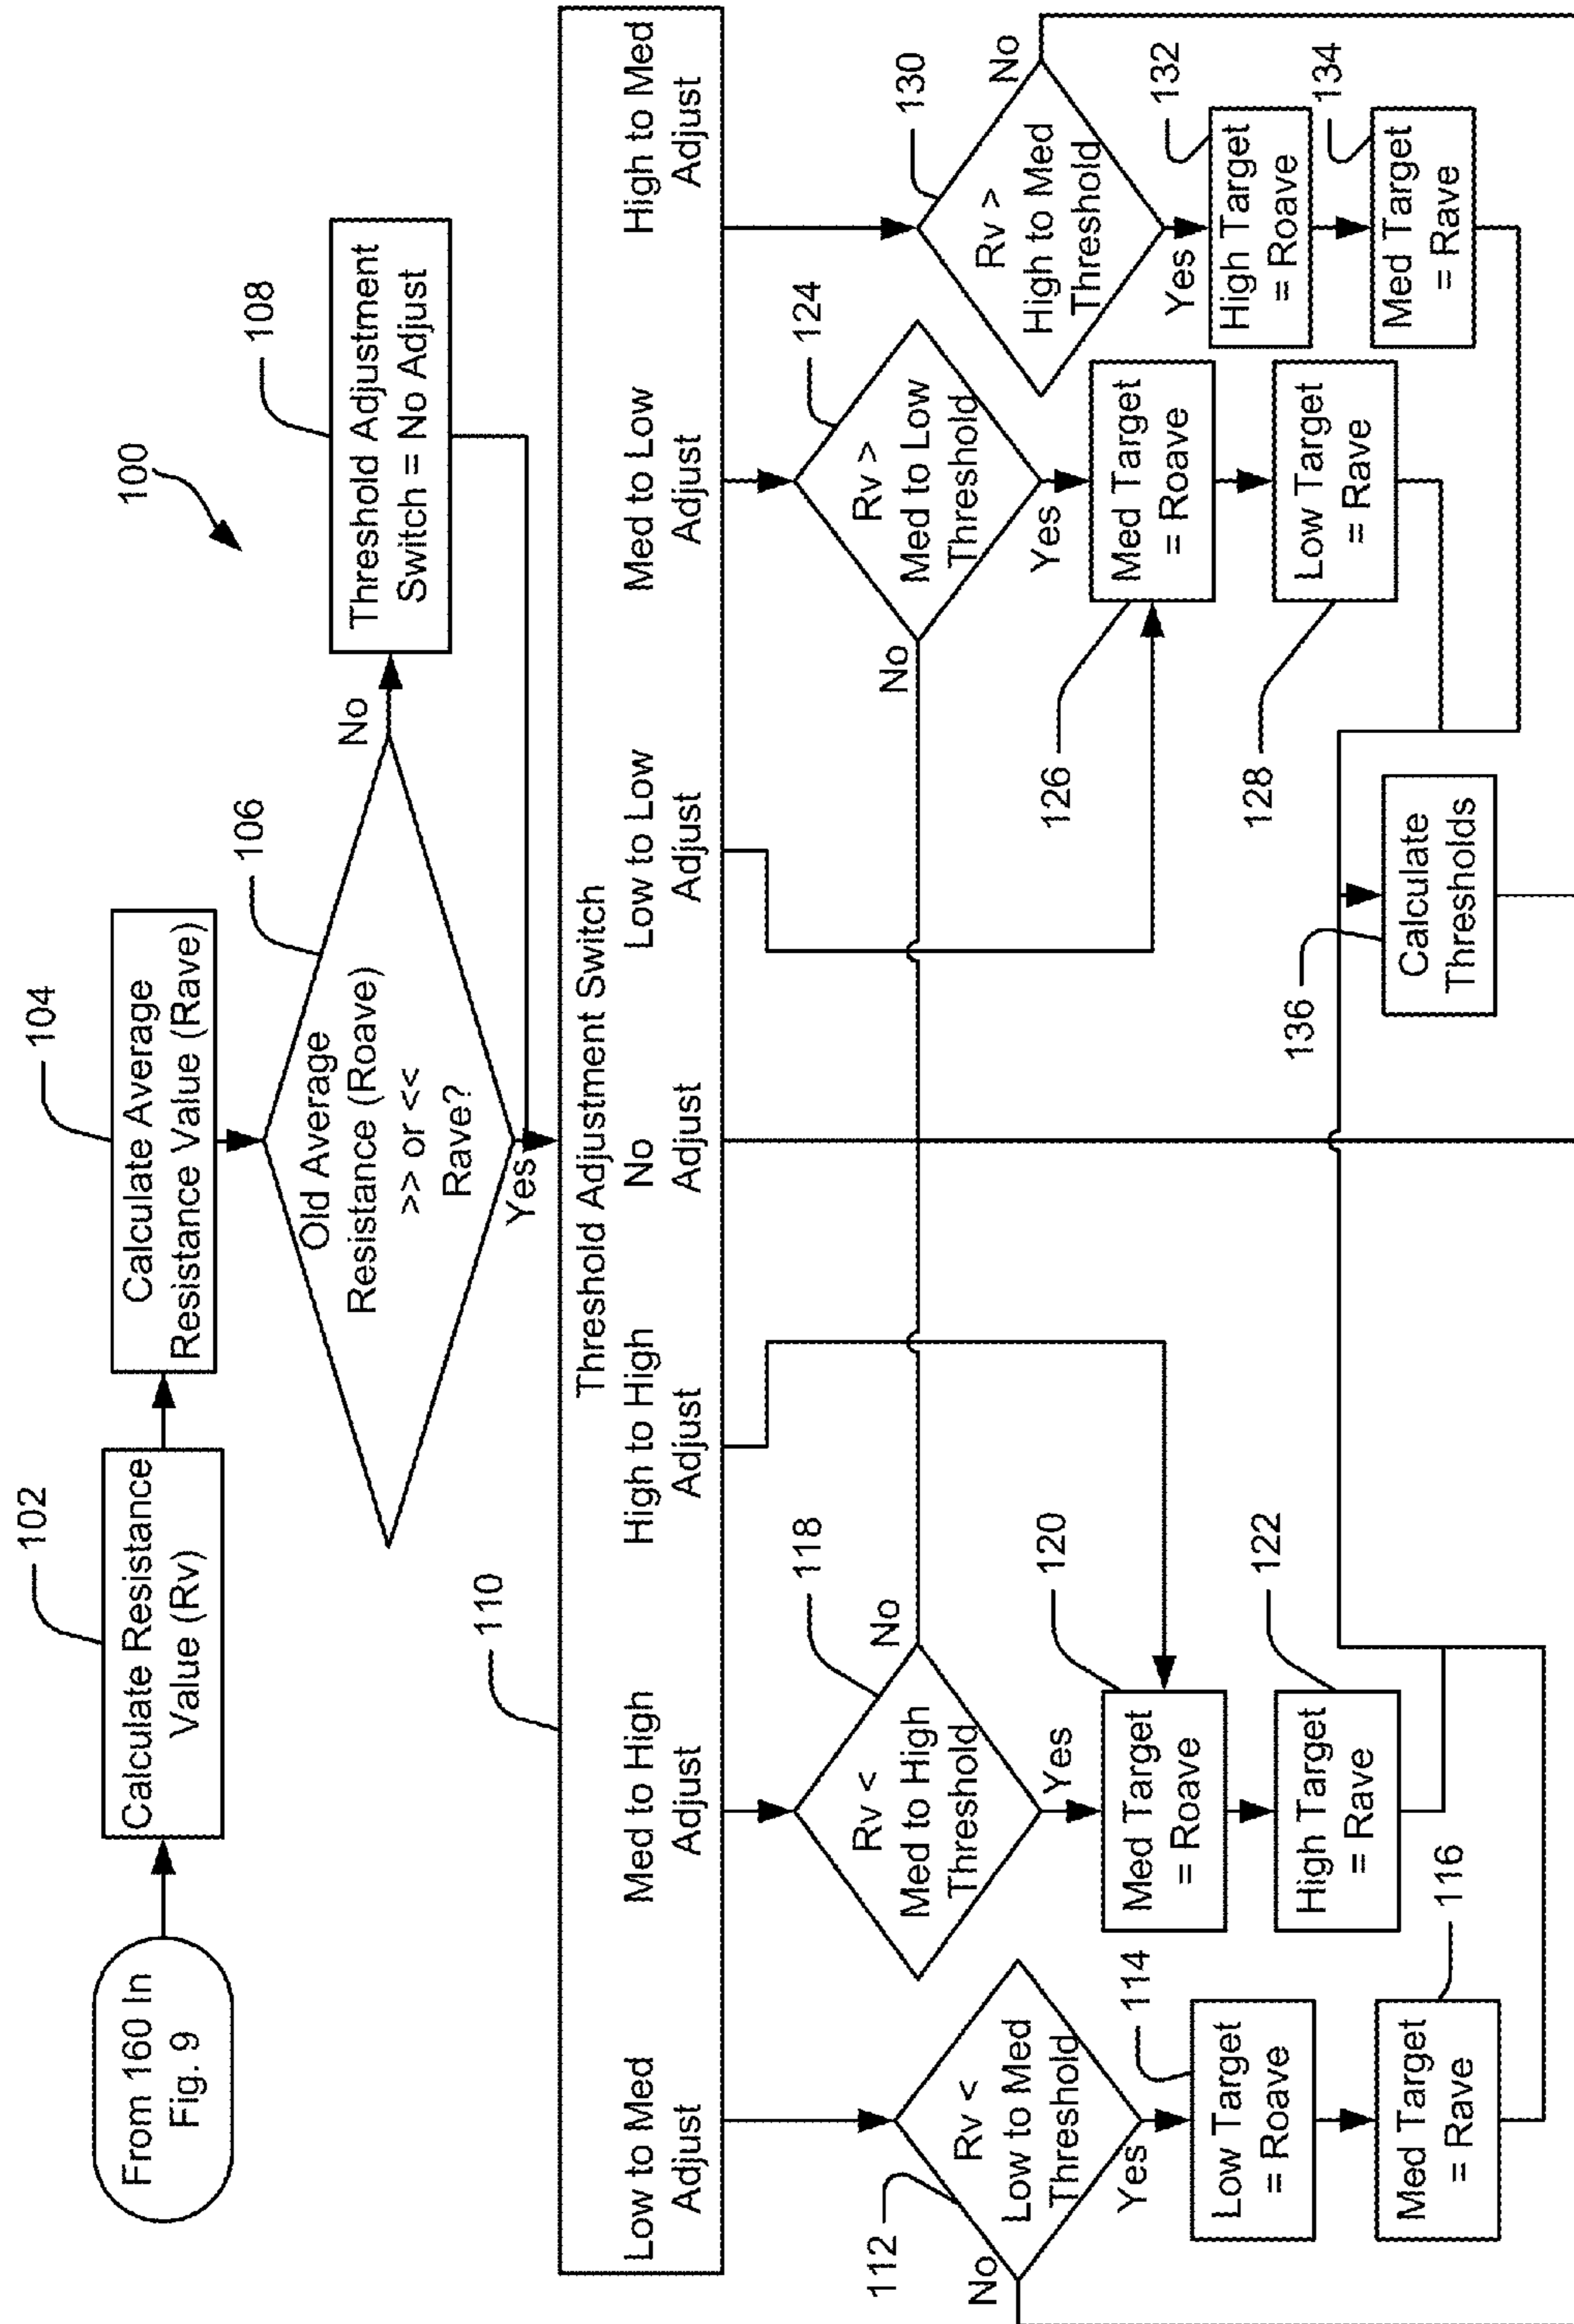 100
From 160 In
Fig. 9
102
Calculate Resistance
Value (Rv)
104
Calculate Average
Resistance Value (Rave)
106
Old Average
Resistance (Roave)
>> or <<
Rave?
No
Yes
108
Threshold Adjustment
Switch = No Adjust
110
Threshold Adjustment Switch
Low to Med
Adjust
Med to High
Adjust
High to High
Adjust
No
Adjust
Low to Low
Adjust
Med to Low
Adjust
High to Med
Adjust
112
Rv <
Low to Med
Threshold
No
Yes
114
Low Target
= Roave
116
Med Target
= Rave
118
Rv <
Med to High
Threshold
No
Yes
120
Med Target
= Roave
122
High Target
= Rave
124
Rv >
Med to Low
Threshold
No
Yes
126
Med Target
= Roave
128
Low Target
= Rave
130
Rv >
High to Med
Threshold
No
Yes
132
High Target
= Roave
134
Med Target
= Rave
136
Calculate
Thresholds